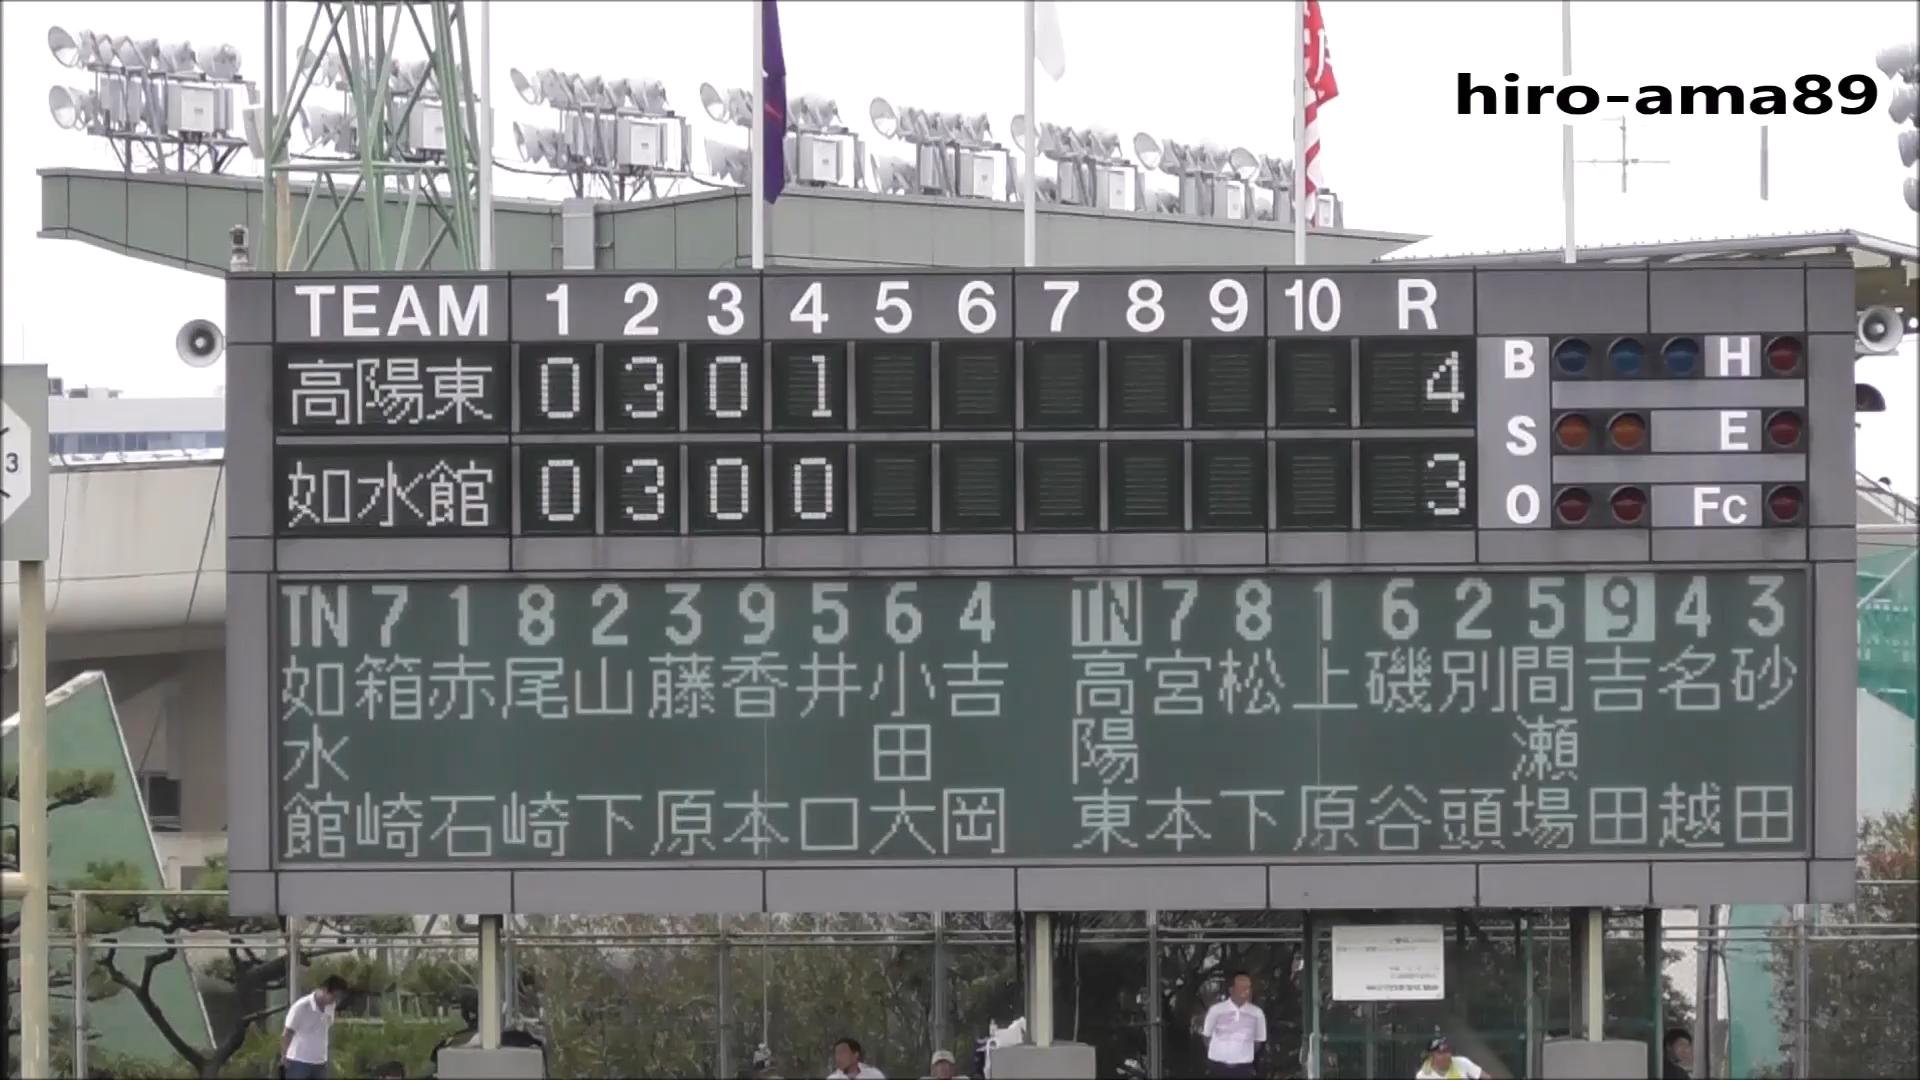 hiro-ama89
TEAM 1 2 3 4 5 6 7 8 9 10 R
高陽東 0 3 0 1 4
如水館 0 3 0 0 3
B H
S E
O Fc
3
TN 7 1 8 2 3 9 5 6 4
如水館 箱崎 赤石 尾崎 山下 藤原 香本 井口 小田大 吉岡
TN 7 8 1 6 2 5 9 4 3
高陽東 宮本 松下 上原 磯谷 別頭 間瀬場 吉田 名越 砂田